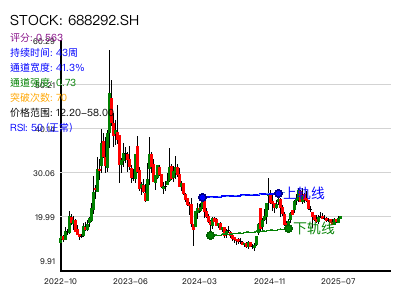 STOCK: 688292.SH
评分: 0.563
持续时间: 43周
通道宽度: 41.3%
通道强度: 0.73
突破次数: 70
价格范围: 12.20~58.00
RSI: 50 (正常)
30.06
19.99
9.91
上轨线
下轨线
2022-10
2023-06
2024-03
2024-11
2025-07